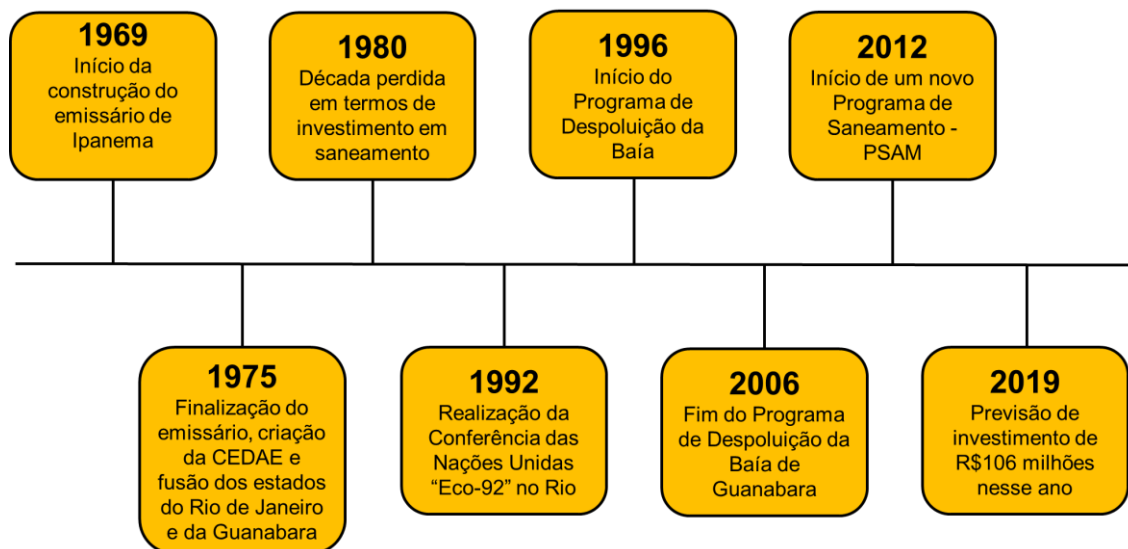 1969
Início da
construção do
emissário de
Ipanema
1980
Década perdida
em termos de
investimento em
saneamento
1996
Início do
Programa de
Despoluição da
Baía
2012
Início de um novo
Programa de
Saneamento -
PSAM
1975
Finalização do
emissário, criação
da CEDAE e
fusão dos estados
do Rio de Janeiro
e da Guanabara
1992
Realização da
Conferência das
Nações Unidas
“Eco-92” no Rio
2006
Fim do Programa
de Despoluição da
Baía de
Guanabara
2019
Previsão de
investimento de
R$106 milhões
nesse ano